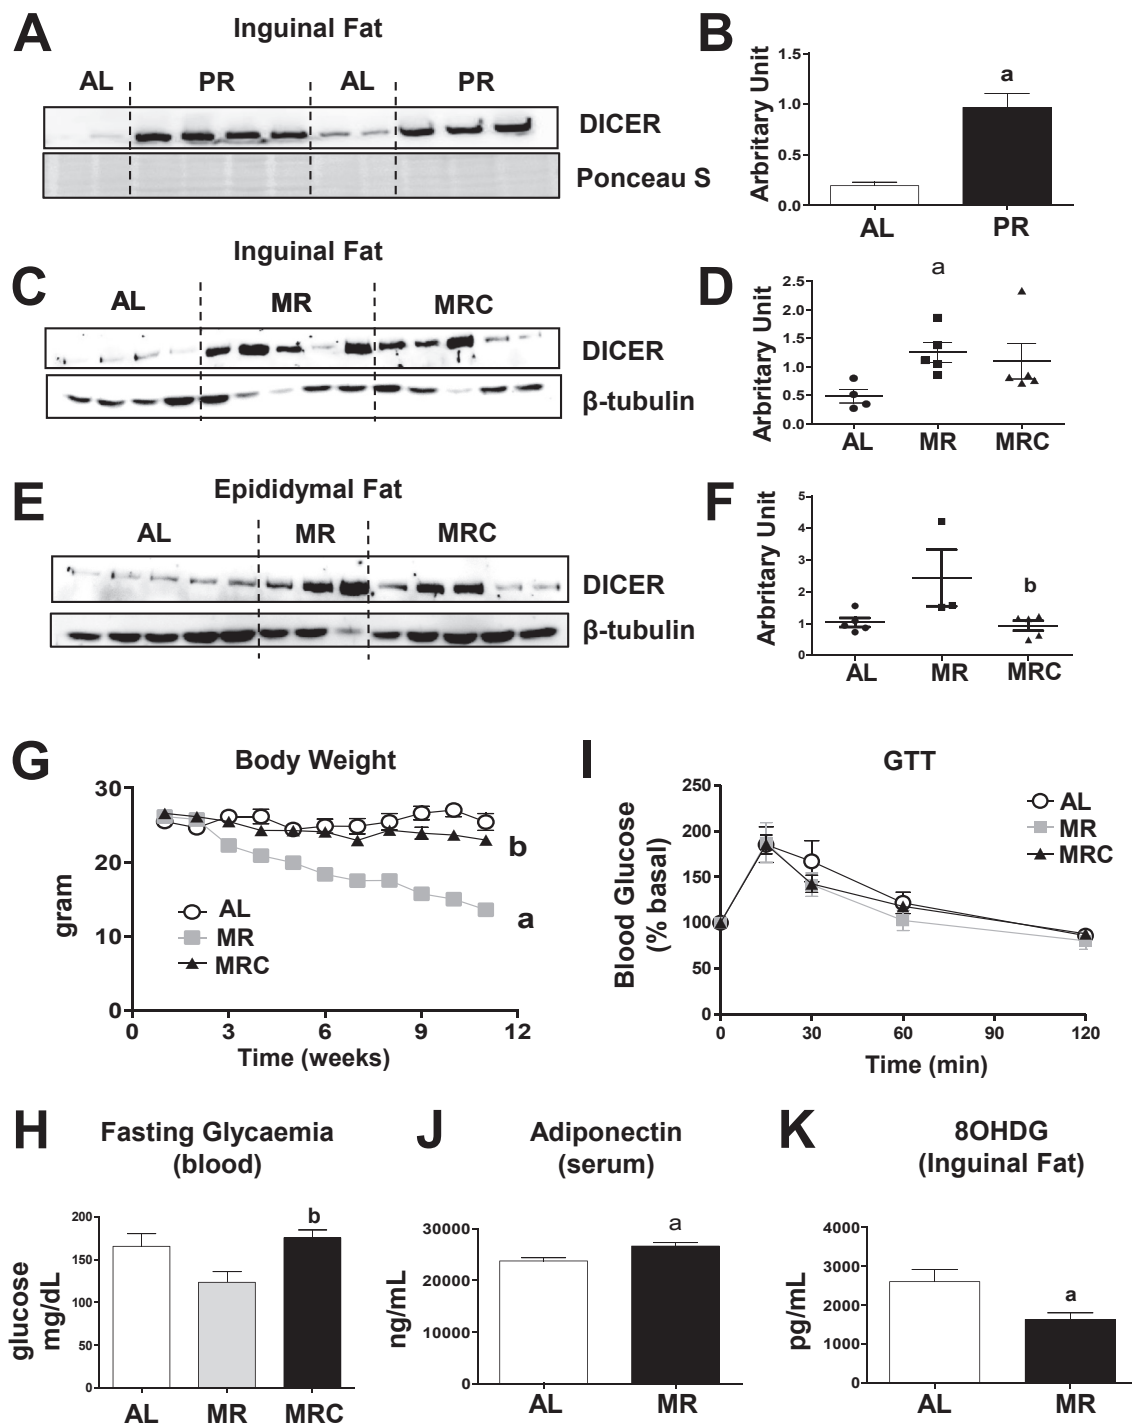 A
Inguinal Fat
AL
PR
AL
PR
DICER
Ponceau S
B
Arbritary Unit
1.5
1.0
0.5
0.0
a
AL
PR
C
Inguinal Fat
AL
MR
MRC
DICER
β-tubulin
D
Arbritary Unit
2.5
2.0
1.5
1.0
0.5
0.0
a
AL
MR
MRC
E
Epididymal Fat
AL
MR
MRC
DICER
β-tubulin
F
Arbritary Unit
5
4
3
2
1
0
b
AL
MR
MRC
G
Body Weight
gram
30
20
10
0
b
a
AL
MR
MRC
0
3
6
9
12
Time (weeks)
I
GTT
Blood Glucose
(% basal)
250
200
150
100
50
0
AL
MR
MRC
0
30
60
90
120
Time (min)
H
Fasting Glycaemia
(blood)
glucose
mg/dL
200
150
100
50
0
b
AL
MR
MRC
J
Adiponectin
(serum)
ng/mL
30000
20000
10000
0
a
AL
MR
K
8OHDG
(Inguinal Fat)
pg/mL
4000
3000
2000
1000
0
a
AL
MR